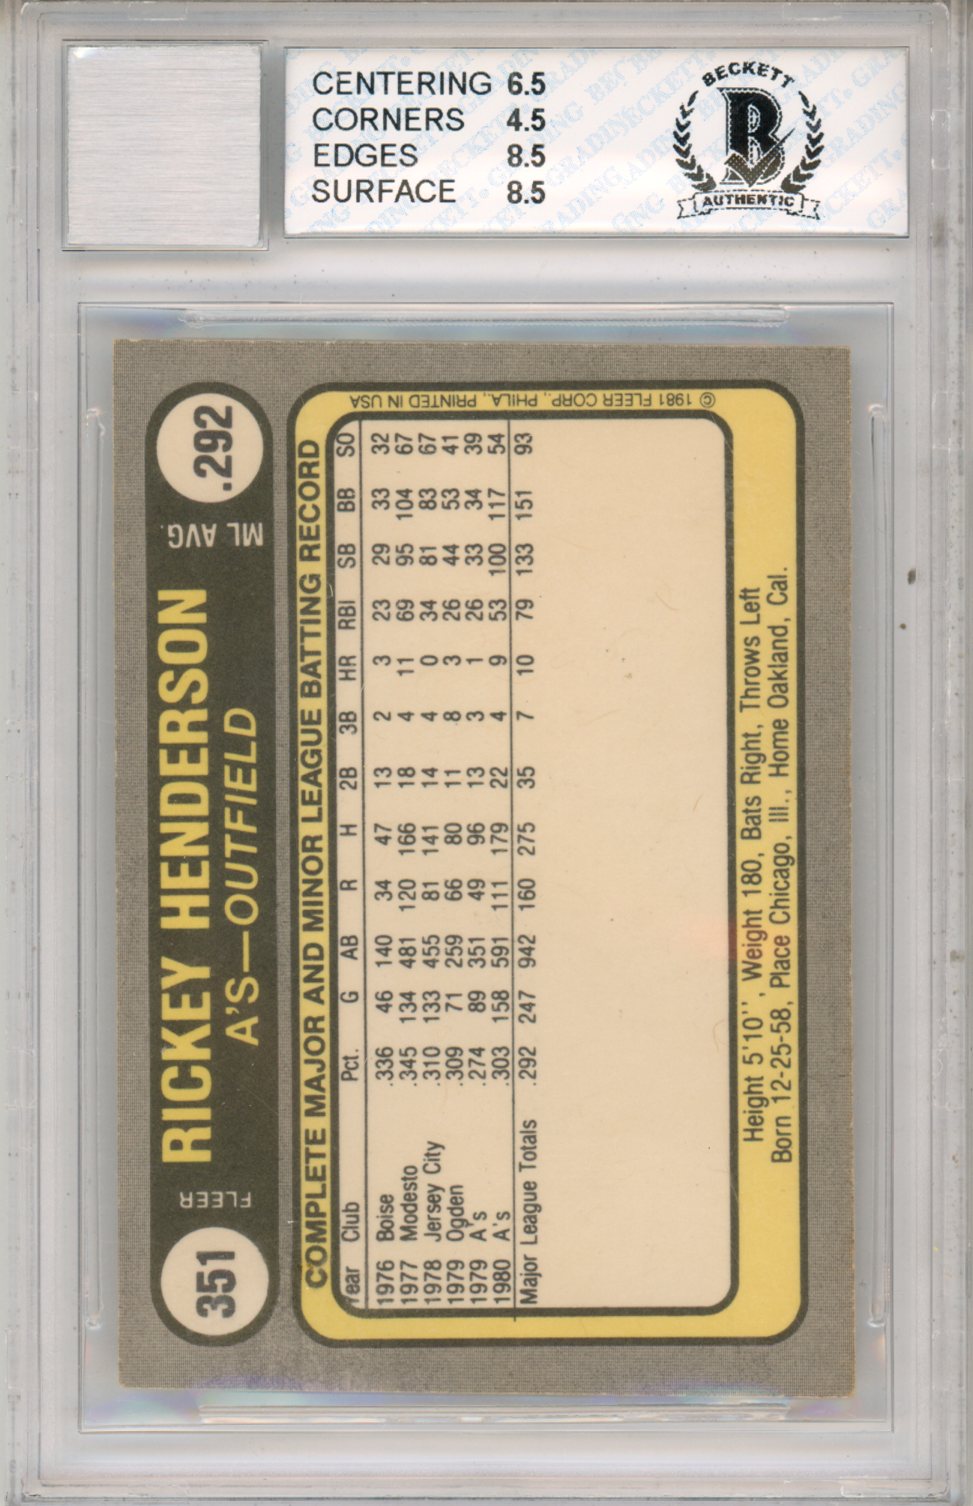 CENTERING 6.5
CORNERS 4.5
EDGES 8.5
SURFACE 8.5
BECKETT
B
AUTHENTIC
351
FLEER
RICKEY HENDERSON
A'S—OUTFIELD
ML AVG.
.292
COMPLETE MAJOR AND MINOR LEAGUE BATTING RECORD
Year Club Pct. G AB R H 2B 3B HR RBI SB BB SO
1976 Boise .336 46 140 34 47 13 2 3 23 29 33 32
1977 Modesto .345 134 481 120 166 18 4 11 69 95 104 67
1978 Jersey City .310 133 455 81 141 14 4 0 34 81 83 67
1979 Ogden .309 71 259 66 80 11 8 3 26 44 53 41
1979 A's .274 89 351 49 96 13 3 1 26 33 34 39
1980 A's .303 158 591 111 179 22 4 9 53 100 117 54
Major League Totals .292 247 942 160 275 35 7 10 79 133 151 93
Height 5'10'', Weight 180, Bats Right, Throws Left
Born 12-25-58, Place Chicago, Ill., Home Oakland, Cal.
© 1981 FLEER CORP., PHILA., PRINTED IN USA